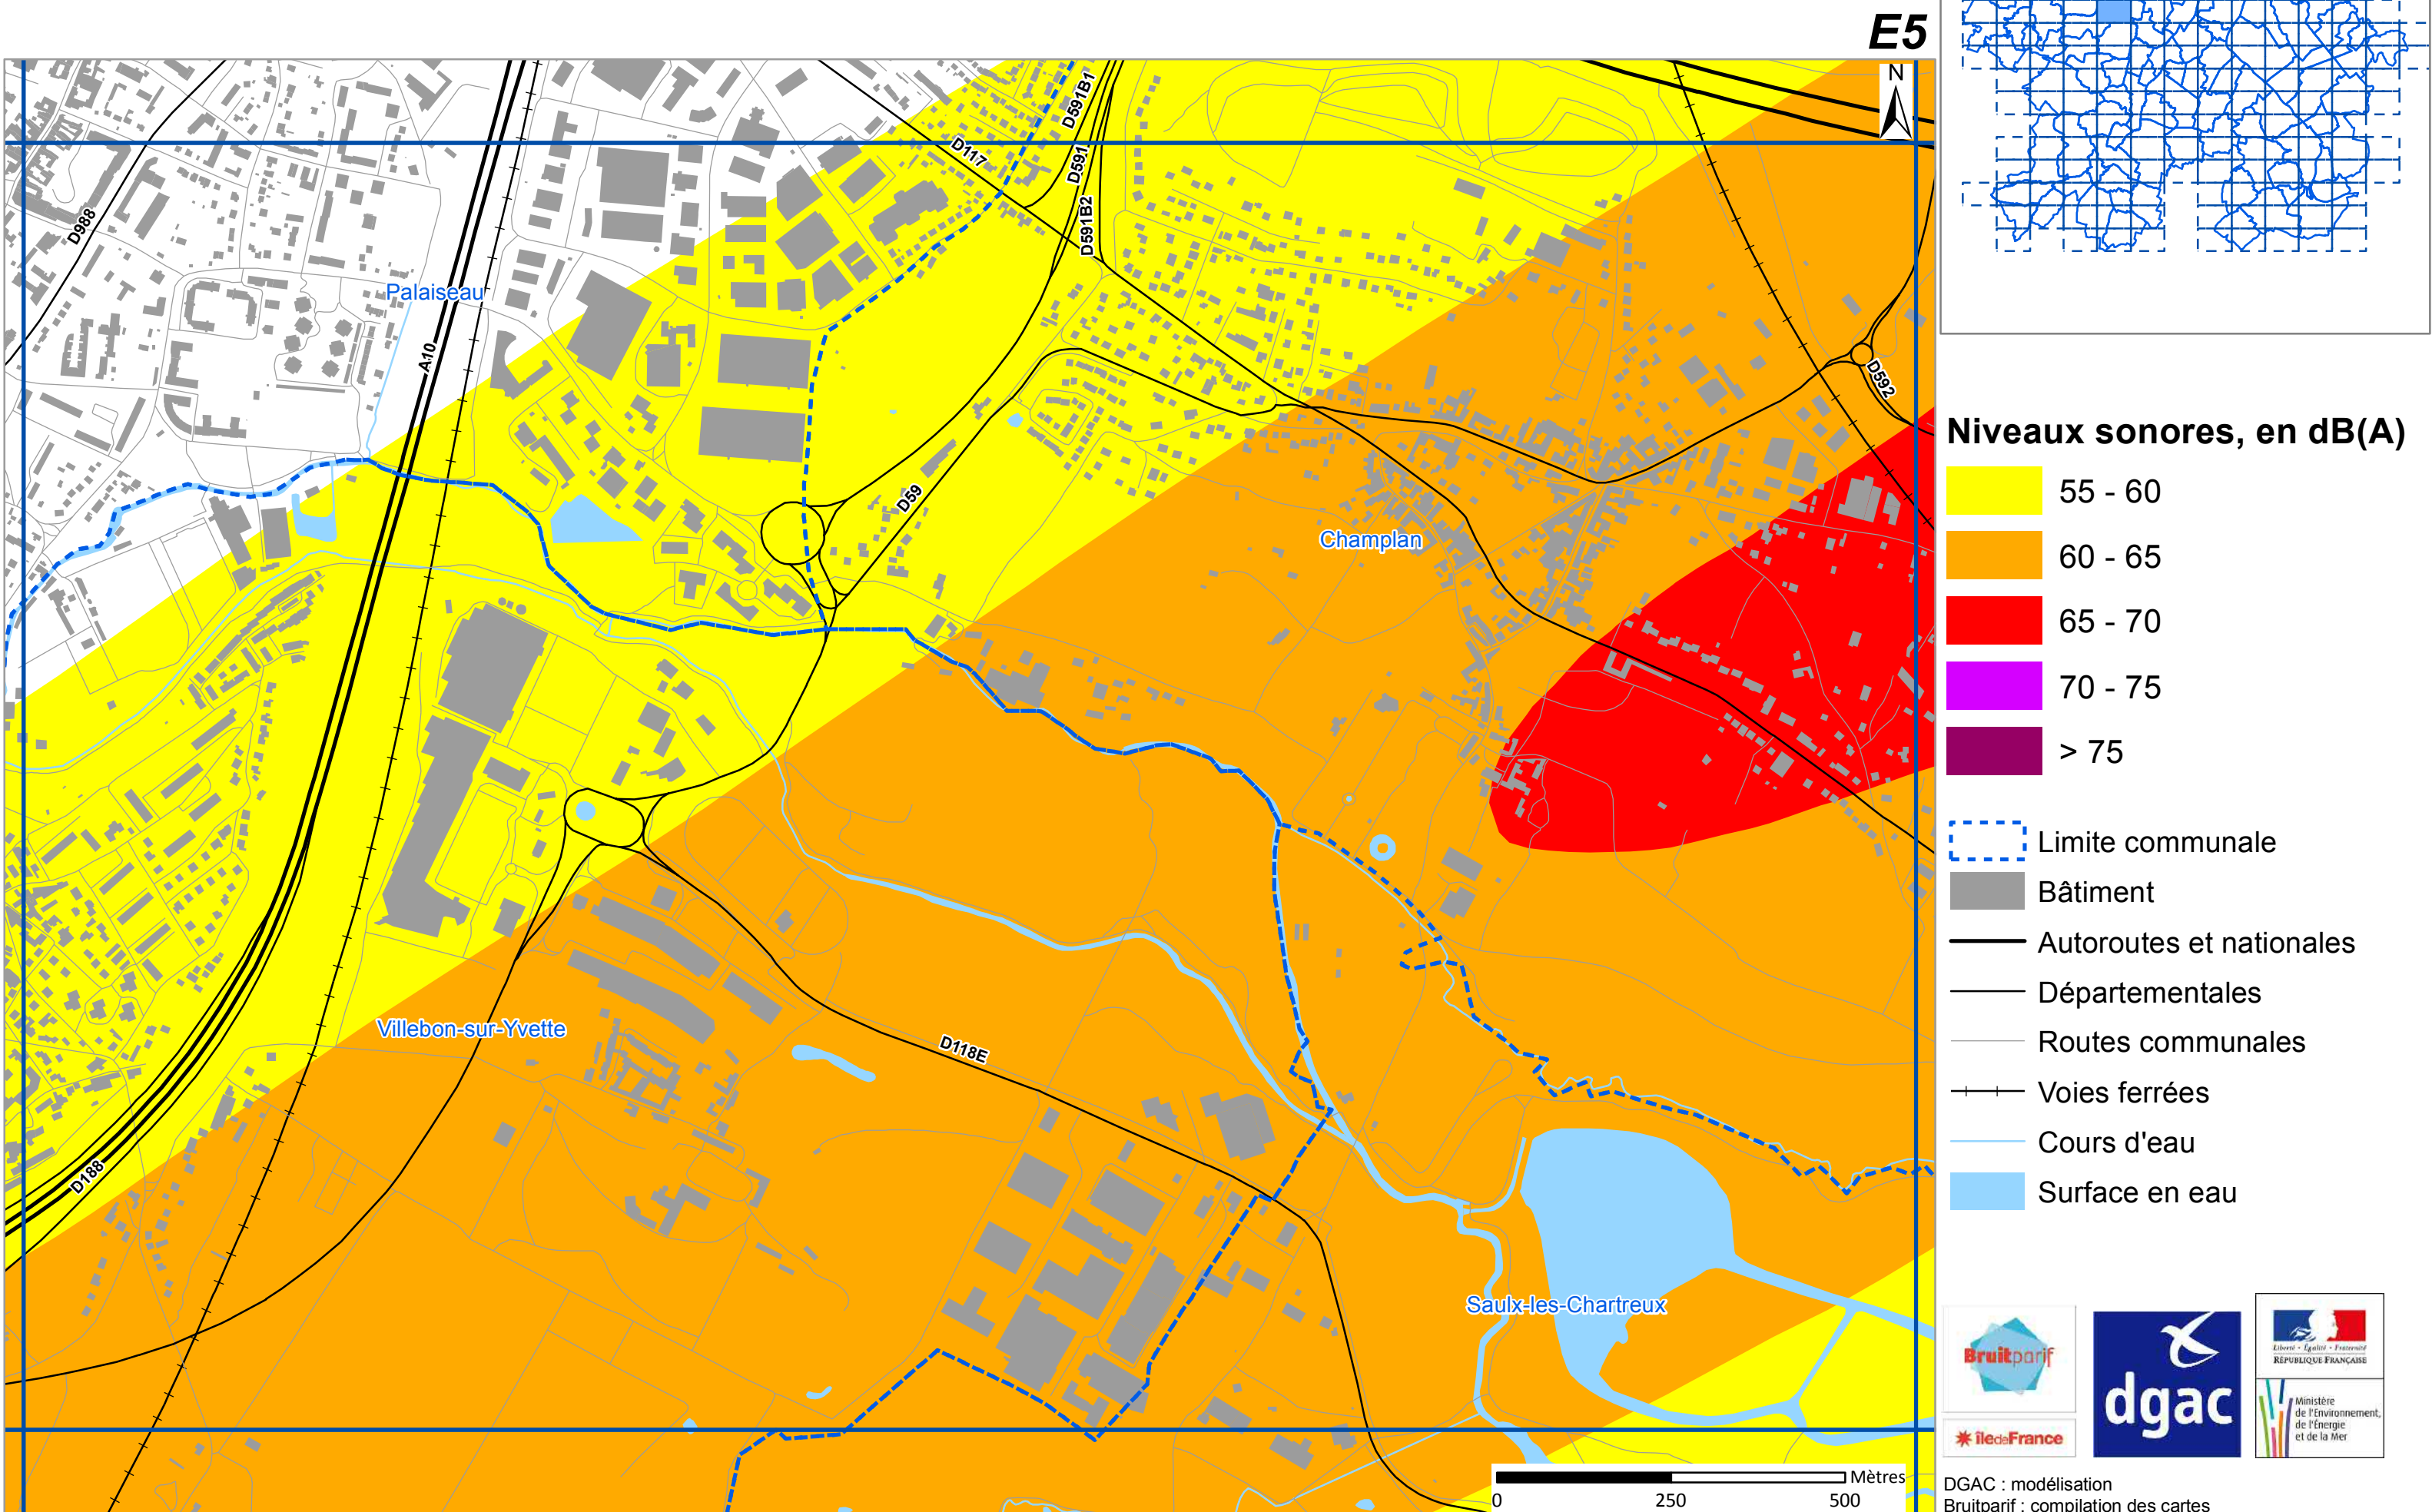 E5
N
D591B1
D117
D591
D591B2
D988
Palaiseau
A10
D592
D59
Champlan
Villebon-sur-Yvette
D118E
D188
Saulx-les-Chartreux
Mètres
0 250 500
Niveaux sonores, en dB(A)
55 - 60
60 - 65
65 - 70
70 - 75
> 75
Limite communale
Bâtiment
Autoroutes et nationales
Départementales
Routes communales
Voies ferrées
Cours d'eau
Surface en eau
Bruitparif
îledeFrance
dgac
Liberté • Égalité • Fraternité
RÉPUBLIQUE FRANÇAISE
Ministère
de l'Environnement,
de l'Énergie
et de la Mer
DGAC : modélisation
Bruitparif : compilation des cartes